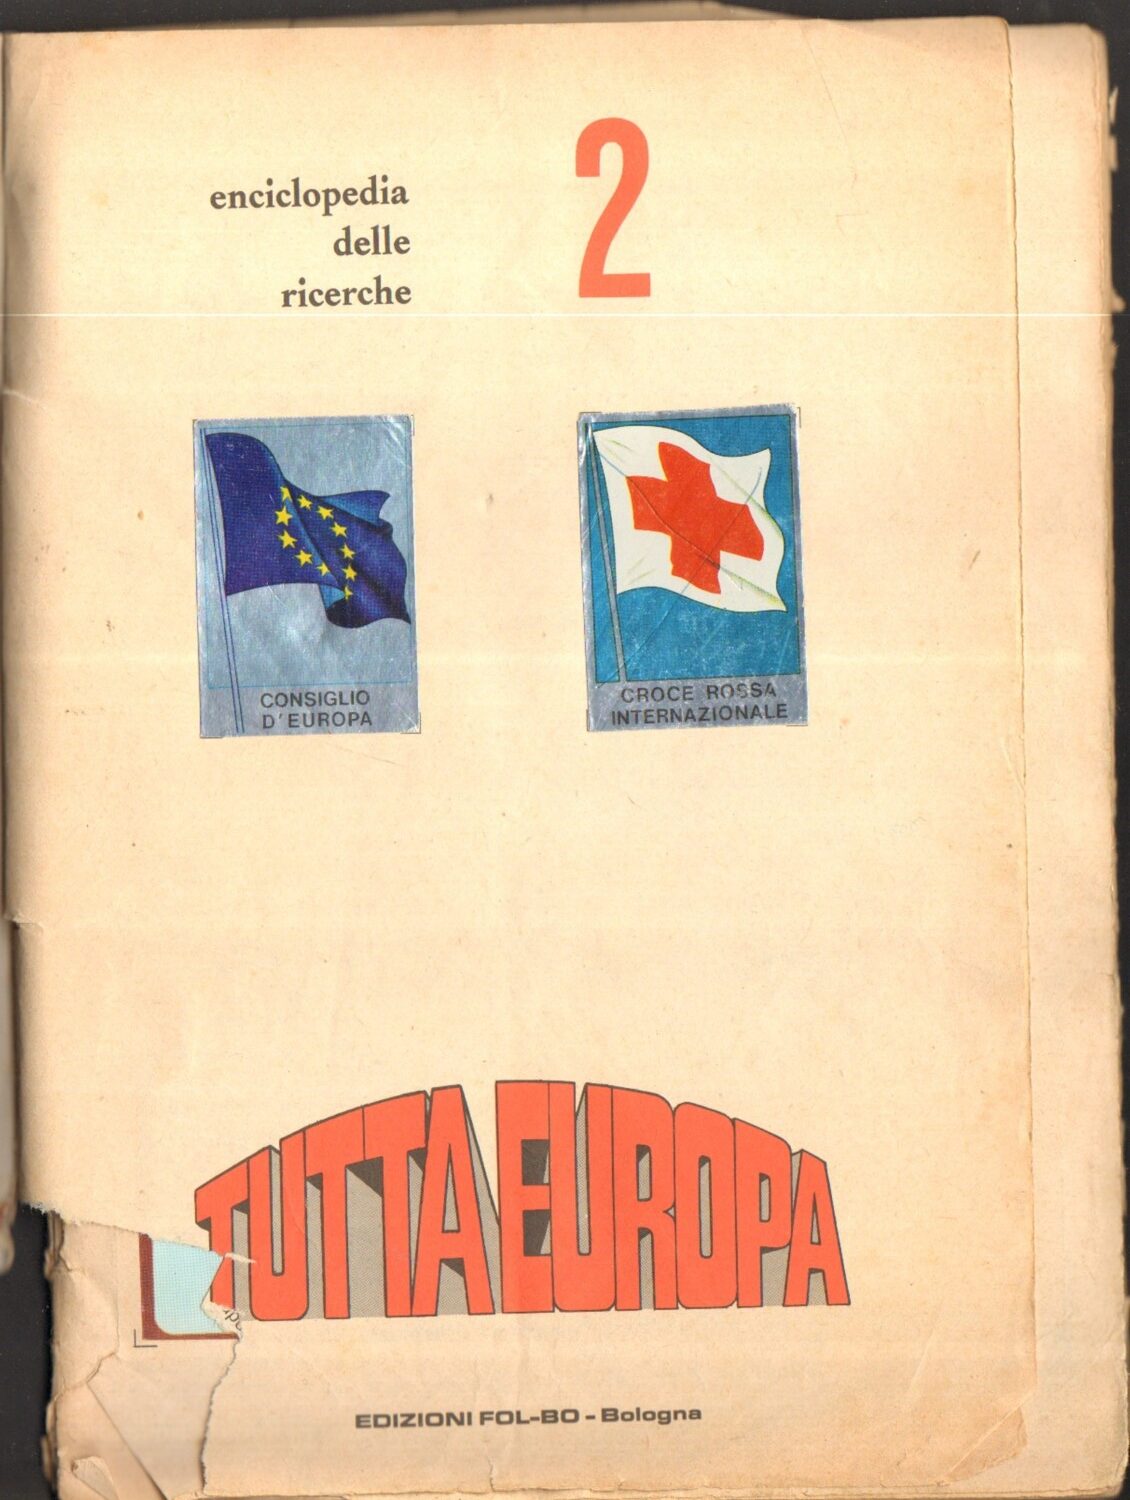 enciclopedia
delle
ricerche
2
CONSIGLIO
D'EUROPA
CROCE ROSSA
INTERNAZIONALE
TUTTA EUROPA
EDIZIONI FOL-BO - Bologna